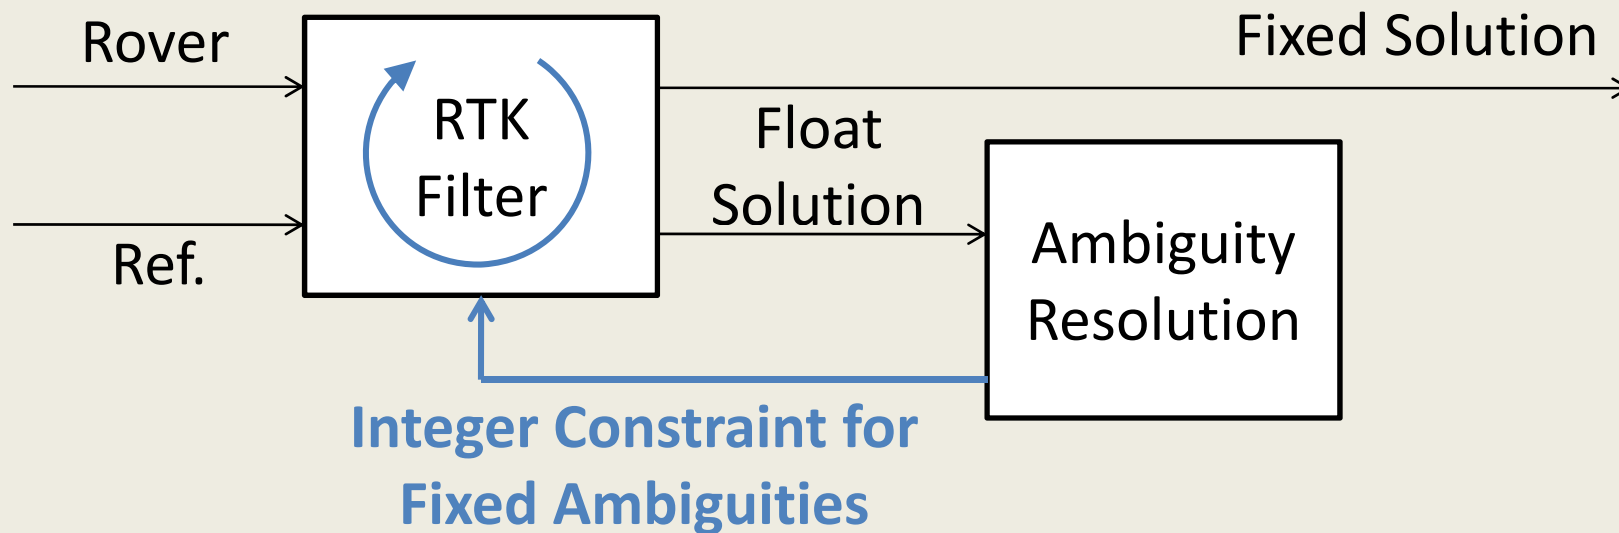 Rover
Ref.
RTK
Filter
Fixed Solution
Float
Solution
Ambiguity
Resolution
Integer Constraint for
Fixed Ambiguities